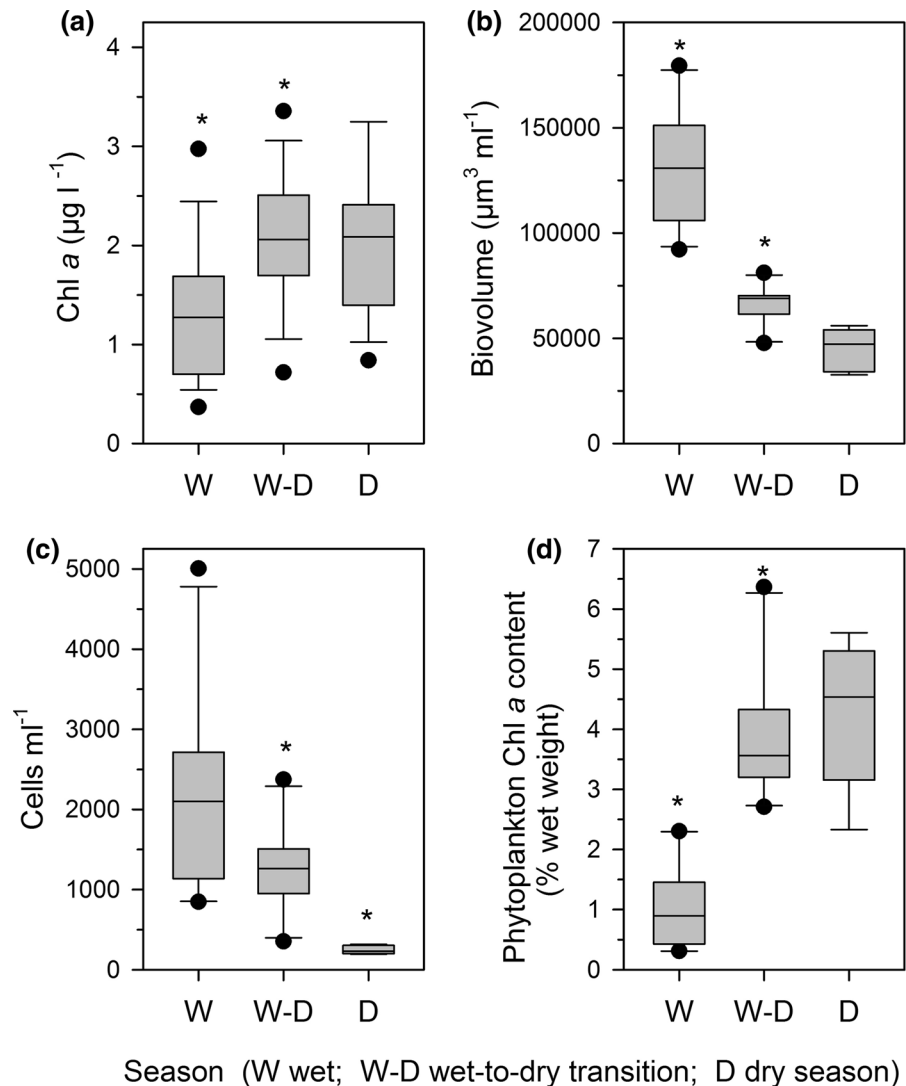 (a)
4
3
2
1
0
Chl a (µg l⁻¹)
*
*
W
W-D
D
(b)
200000
150000
100000
50000
0
Biovolume (µm³ ml⁻¹)
*
*
W
W-D
D
(c)
5000
4000
3000
2000
1000
0
Cells ml⁻¹
*
*
W
W-D
D
(d)
7
6
5
4
3
2
1
0
Phytoplankton Chl a content
(% wet weight)
*
*
W
W-D
D
Season (W wet; W-D wet-to-dry transition; D dry season)